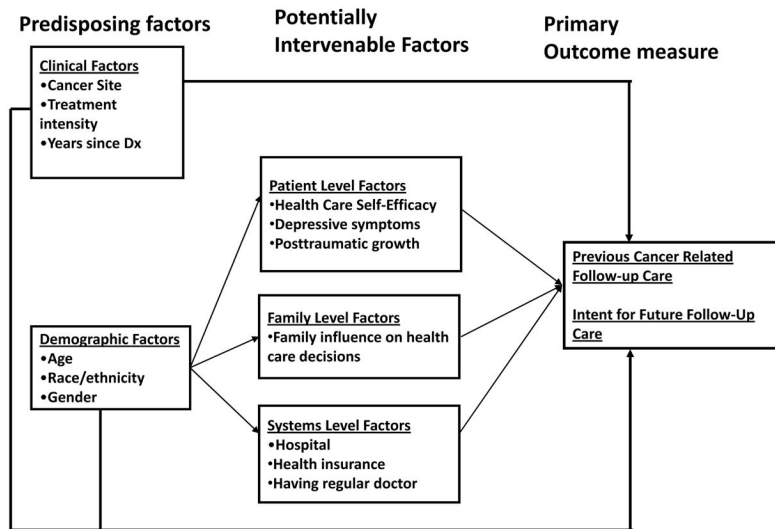 Predisposing factors
Potentially
Intervenable Factors
Primary
Outcome measure
Clinical Factors
•Cancer Site
•Treatment
intensity
•Years since Dx
Patient Level Factors
•Health Care Self-Efficacy
•Depressive symptoms
•Posttraumatic growth
Previous Cancer Related
Follow-up Care
Intent for Future Follow-Up
Care
Family Level Factors
•Family influence on health
care decisions
Demographic Factors
•Age
•Race/ethnicity
•Gender
Systems Level Factors
•Hospital
•Health insurance
•Having regular doctor